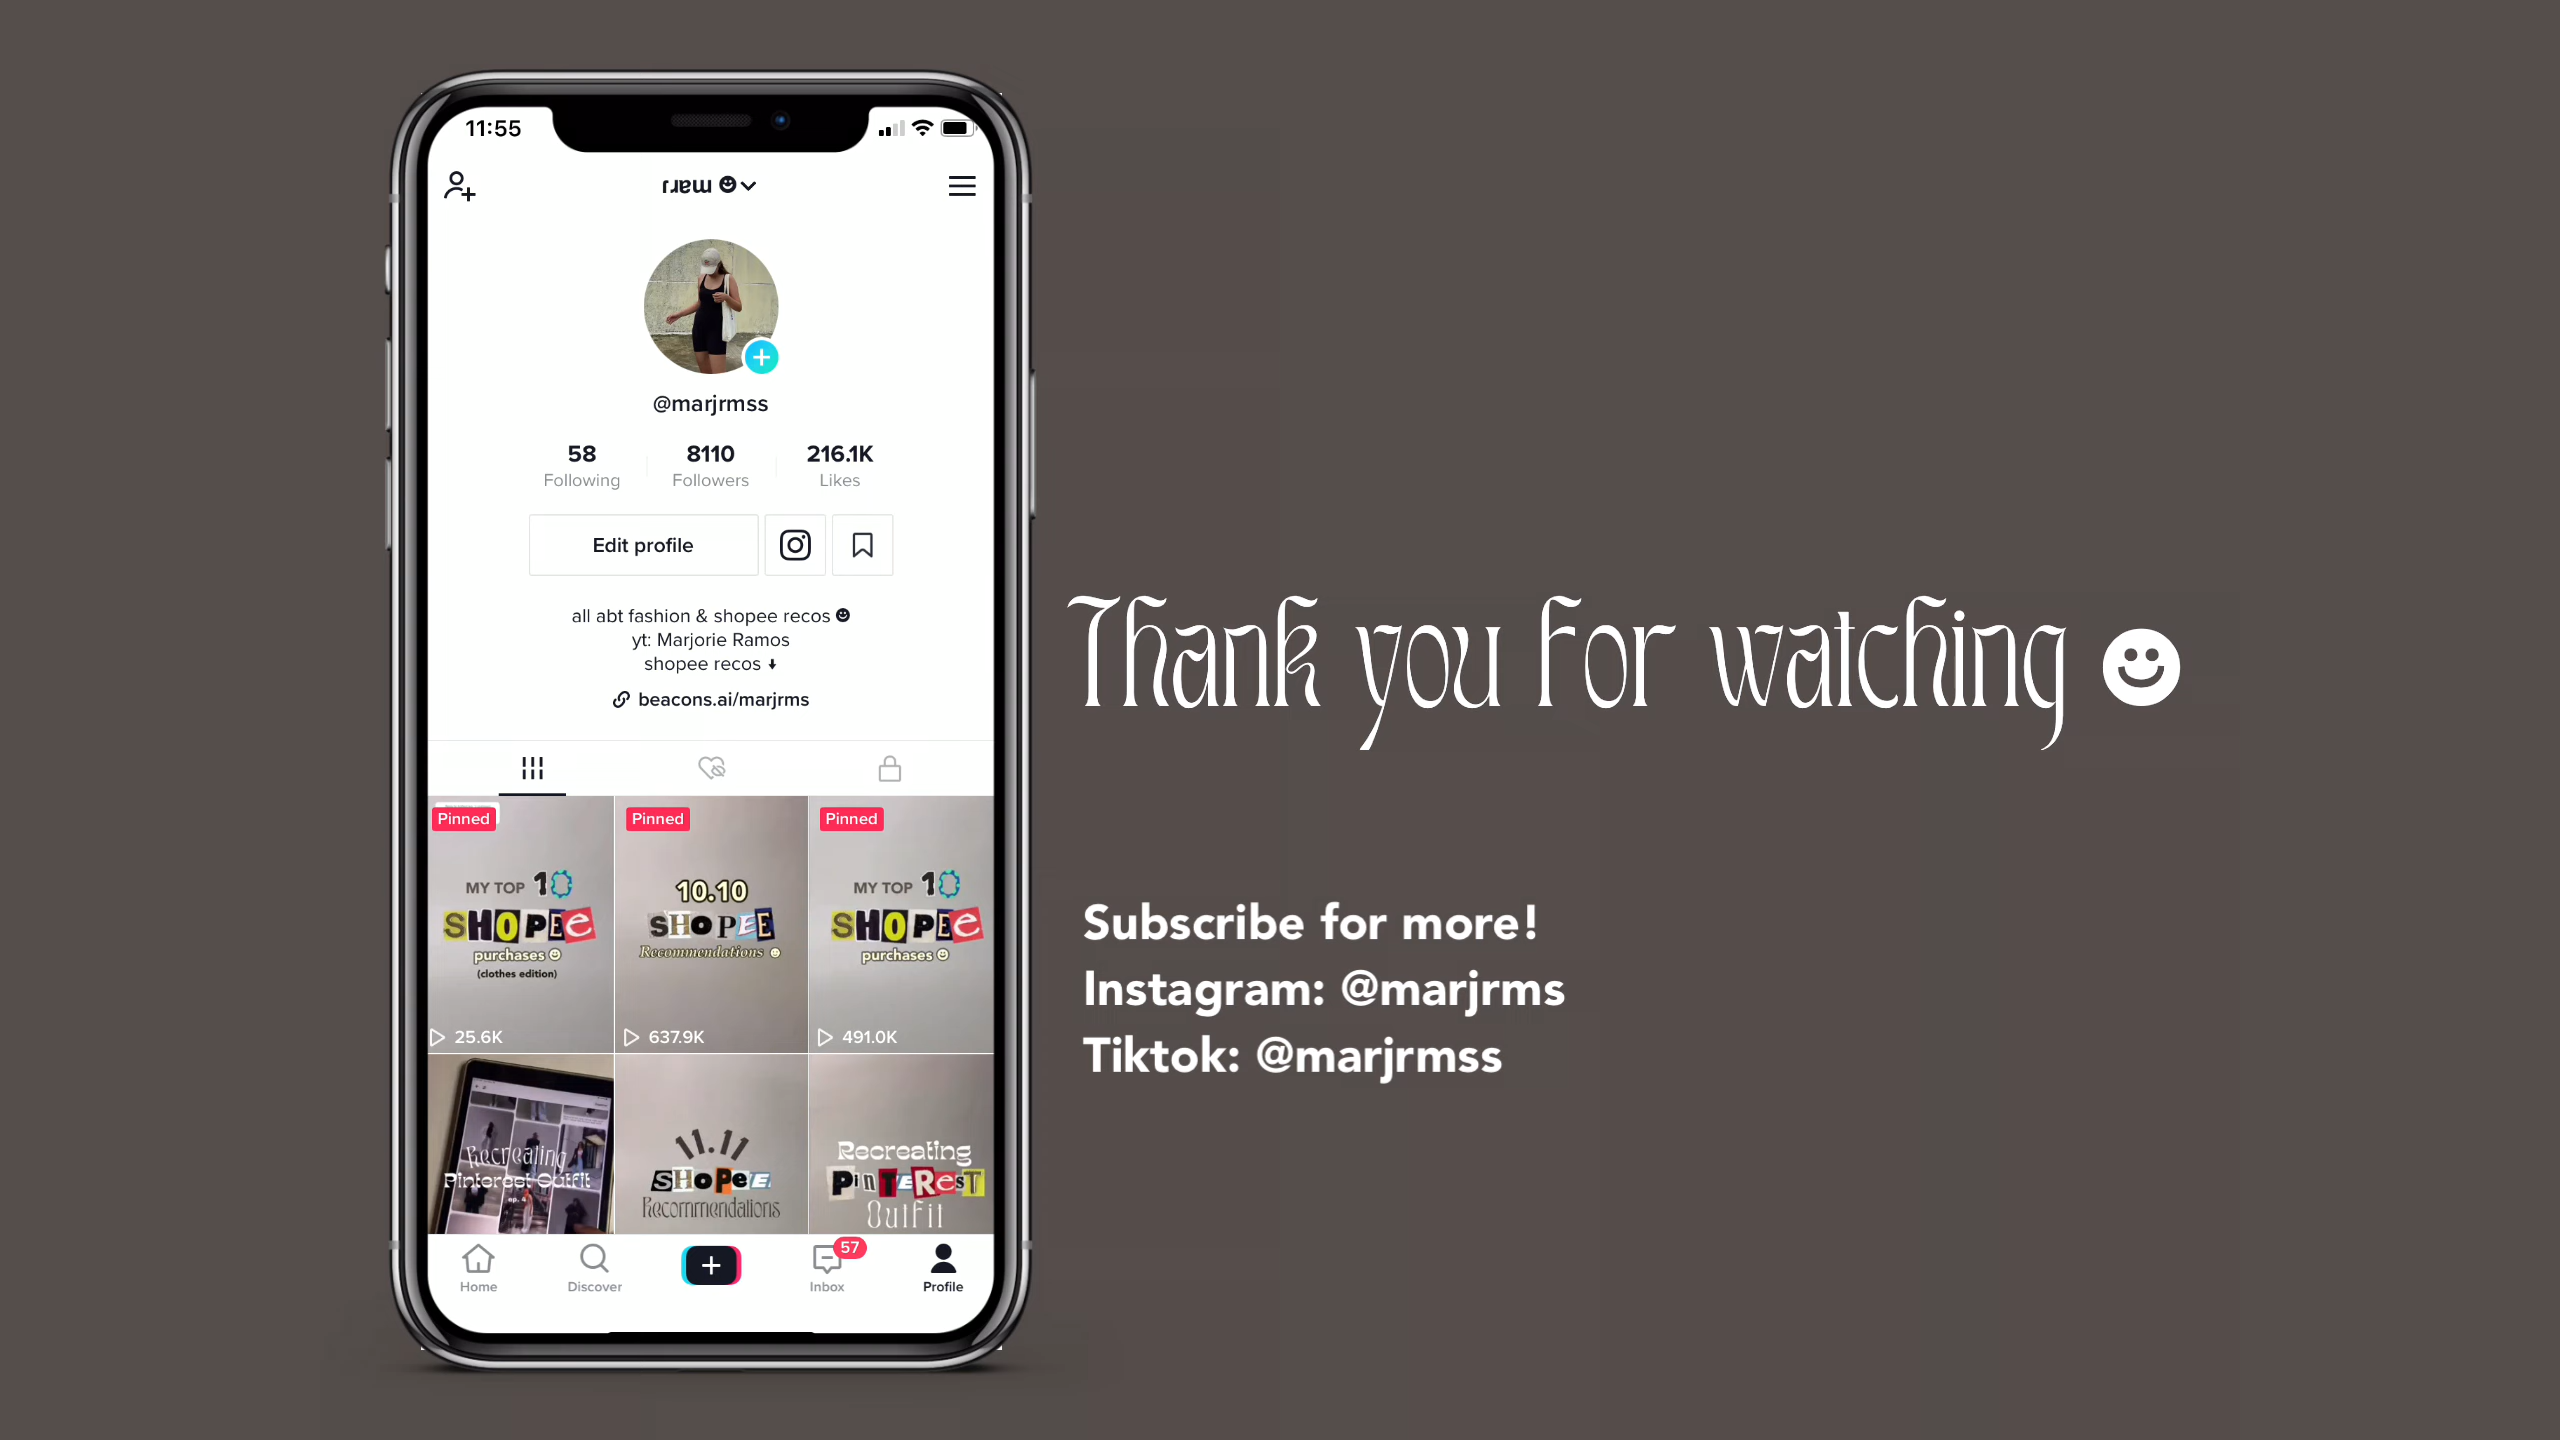 11:55
marr
@marjrmss
58 8110 216.1K
Following Followers Likes
Edit profile
all abt fashion & shopee recos
yt: Marjorie Ramos
shopee recos
beacons.ai/marjrms
Pinned
MY TOP 10
SHOPEE
purchases
(clothes edition)
25.6K
Pinned
10.10
SHOPEE
Recommendations
637.9K
Pinned
MY TOP 10
SHOPEE
purchases
491.0K
Recreating
Pinterest Outfit
ep. 4
11.11
SHOPEE
Recommendations
Recreating
PINTEREST
Outfit
Home Discover Inbox 57 Profile
Thank you for watching
Subscribe for more!
Instagram: @marjrms
Tiktok: @marjrmss